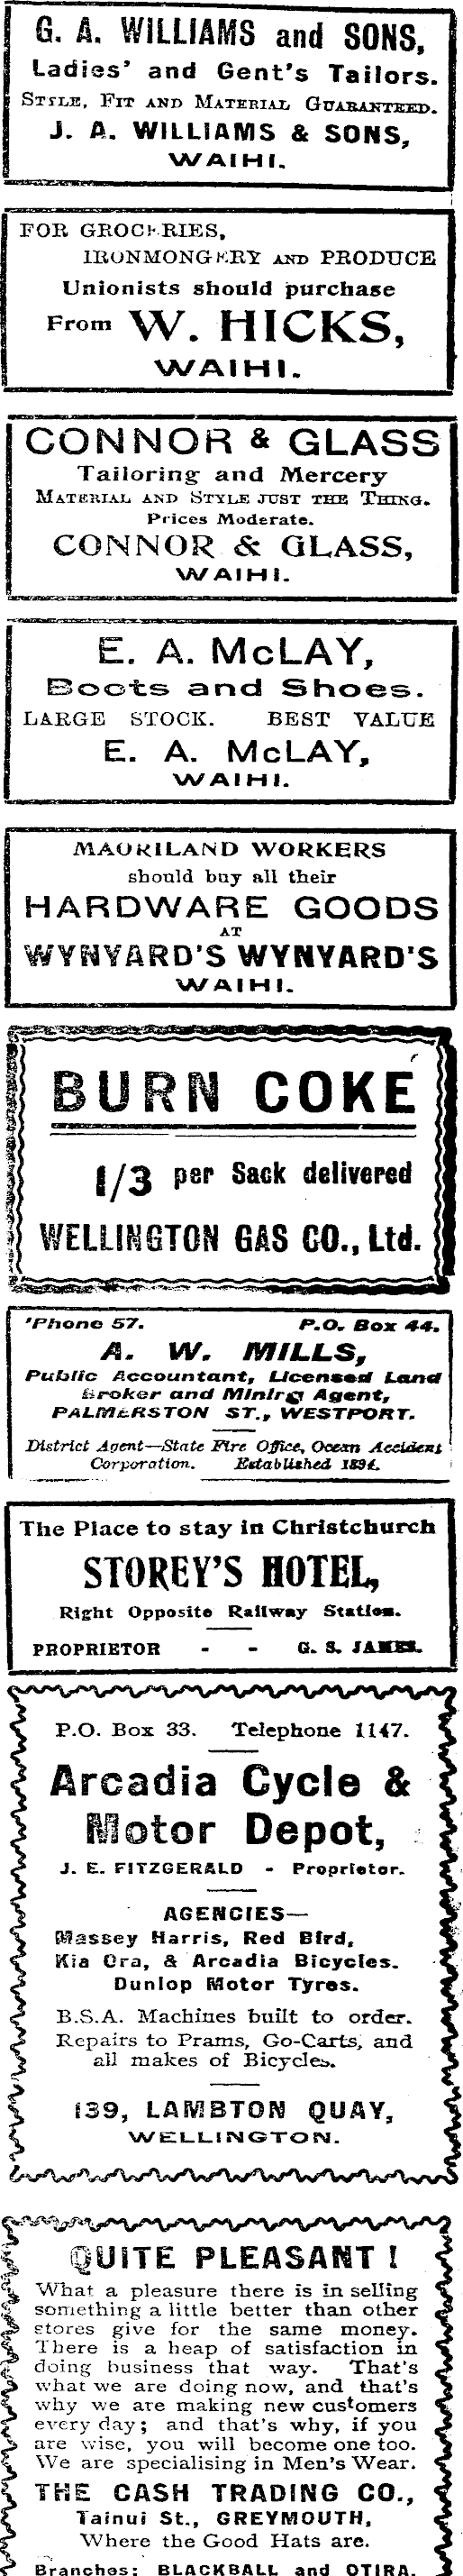 G. A. WILLIAMS and SONS,
Ladies' and Gent's Tailors.
STYLE, FIT AND MATERIAL GUARANTEED.
J. A. WILLIAMS & SONS,
WAIHI.
FOR GROCERIES,
IRONMONGERY AND PRODUCE
Unionists should purchase
From W. HICKS,
WAIHI.
CONNOR & GLASS
Tailoring and Mercery
MATERIAL AND STYLE JUST THE THING.
Prices Moderate.
CONNOR & GLASS,
WAIHI.
E. A. McLAY,
Boots and Shoes.
LARGE STOCK. BEST VALUE
E. A. McLAY,
WAIHI.
MAORILAND WORKERS
should buy all their
HARDWARE GOODS
AT
WYNYARD'S WYNYARD'S
WAIHI.
BURN COKE
1/3 per Sack delivered
WELLINGTON GAS CO., Ltd.
'Phone 57. P.O. Box 44.
A. W. MILLS,
Public Accountant, Licensed Land
Broker and Mining Agent,
PALMERSTON ST., WESTPORT.
District Agent—State Fire Office, Ocean Accident
Corporation. Established 1894.
The Place to stay in Christchurch
STOREY'S HOTEL,
Right Opposite Railway Station.
PROPRIETOR - - G. S. JAMES.
P.O. Box 33. Telephone 1147.
Arcadia Cycle &
Motor Depot,
J. E. FITZGERALD - Proprietor.
AGENCIES—
Massey Harris, Red Bird,
Kia Ora, & Arcadia Bicycles.
Dunlop Motor Tyres.
B.S.A. Machines built to order.
Repairs to Prams, Go-Carts, and
all makes of Bicycles.
139, LAMBTON QUAY,
WELLINGTON.
QUITE PLEASANT!
What a pleasure there is in selling
something a little better than other
stores give for the same money.
There is a heap of satisfaction in
doing business that way. That's
what we are doing now, and that's
why we are making new customers
every day; and that's why, if you
are wise, you will become one too.
We are specialising in Men's Wear.
THE CASH TRADING CO.,
Tainui St., GREYMOUTH,
Where the Good Hats are.
Branches: BLACKBALL and OTIRA.